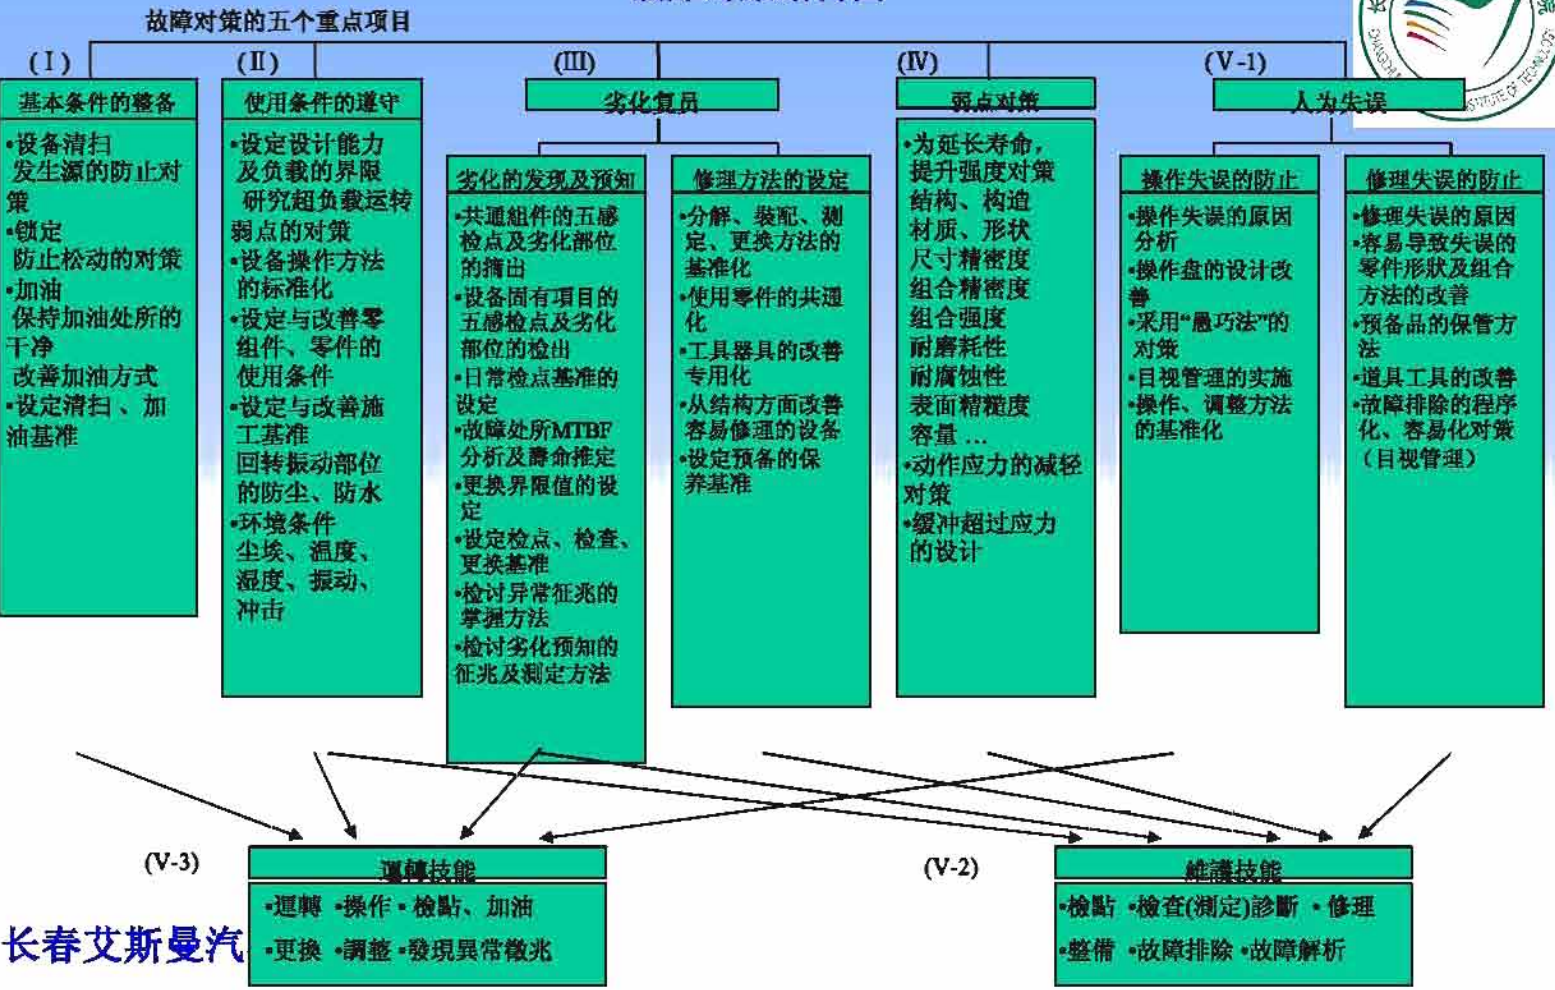 故障对策的五个重点项目
(Ⅰ)
(Ⅱ)
(Ⅲ)
(Ⅳ)
(Ⅴ-1)
基本条件的整备
•设备清扫
发生源的防止对
策
•锁定
防止松动的对策
•加油
保持加油处所的
干净
改善加油方式
•设定清扫、加
油基准
使用条件的遵守
•设定设计能力
及负载的界限
研究超负载运转
弱点的对策
•设备操作方法
的标准化
•设定与改善零
组件、零件的
使用条件
•设定与改善施
工基准
回转振动部位
的防尘、防水
•环境条件
尘埃、温度、
湿度、振动、
冲击
劣化复员
劣化的发现及预知
•共通組件的五感
检点及劣化部位
的摘出
•设备固有項目的
五感检点及劣化
部位的检出
•日常检点基准的
设定
•故障处所MTBF
分析及寿命推定
•更换界限值的设
定
•设定检点、检查、
更换基准
•检讨异常征兆的
掌握方法
•检讨劣化预知的
征兆及测定方法
修理方法的设定
•分解、装配、测
定、更换方法的
基准化
•使用零件的共通
化
•工具器具的改善
专用化
•从结构方面改善
容易修理的设备
•设定预备的保
养基准
弱点对策
•为延长寿命，
提升强度对策
结构、构造
材质、形状
尺寸精密度
组合精密度
组合强度
耐磨耗性
耐腐蚀性
表面精糙度
容量 …
•动作应力的减轻
对策
•缓冲超过应力
的设计
人为失误
操作失误的防止
•操作失误的原因
分析
•操作盘的设计改
善
•采用“愚巧法”的
对策
•目视管理的实施
•操作、调整方法
的基准化
修理失误的防止
•修理失误的原因
•容易导致失误的
零件形状及组合
方法的改善
•预备品的保管方
法
•道具工具的改善
•故障排除的程序
化、容易化对策
（目视管理）
(V-3)
運轉技能
•運轉 •操作 • 檢點、加油
•更換 •調整 •發現異常徵兆
(V-2)
維護技能
•檢點 •檢查(測定)診斷 • 修理
•整備 •故障排除 •故障解析
长春艾斯曼汽